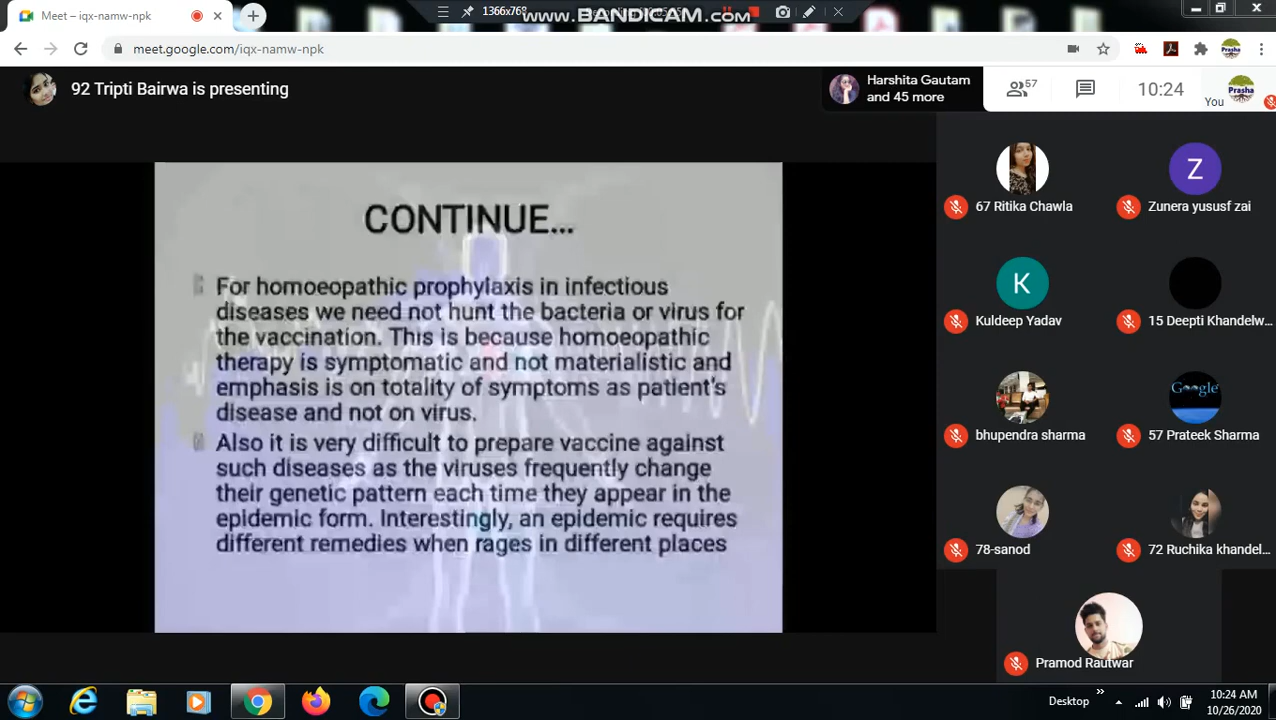 Meet – iqx-namw-npk
1366x768
www.BANDICAM.com
meet.google.com/iqx-namw-npk
92 Tripti Bairwa is presenting
Harshita Gautam
and 45 more
57
10:24
You
Prasha
CONTINUE...
For homoeopathic prophylaxis in infectious
diseases we need not hunt the bacteria or virus for
the vaccination. This is because homoeopathic
therapy is symptomatic and not materialistic and
emphasis is on totality of symptoms as patient's
disease and not on virus.
Also it is very difficult to prepare vaccine against
such diseases as the viruses frequently change
their genetic pattern each time they appear in the
epidemic form. Interestingly, an epidemic requires
different remedies when rages in different places
67 Ritika Chawla
Z
Zunera yususf zai
K
Kuldeep Yadav
15 Deepti Khandelw...
bhupendra sharma
Google
57 Prateek Sharma
78-sanod
72 Ruchika khandel...
Pramod Rautwar
Desktop
10:24 AM
10/26/2020